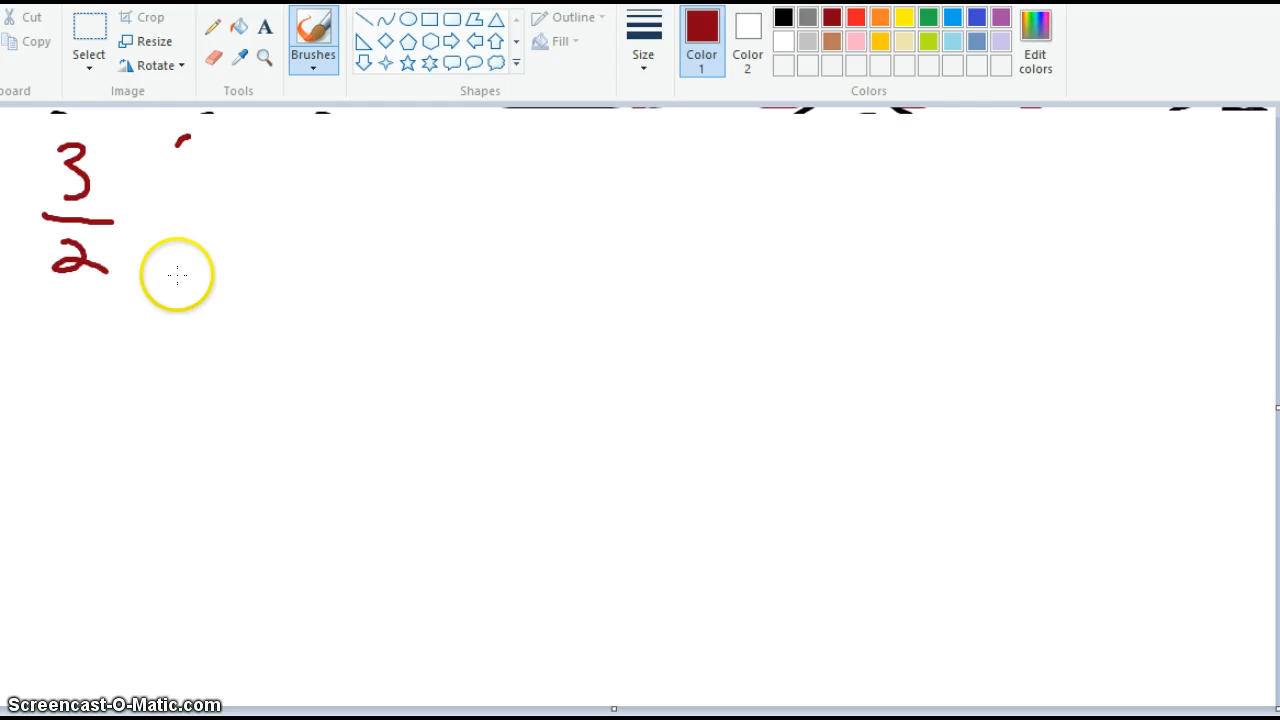 Cut
Copy
board
Select
Crop
Resize
Rotate
Image
A
Tools
Brushes
Shapes
Outline
Fill
Size
Color 1
Color 2
Edit colors
Colors
3
2
Screencast-O-Matic.com